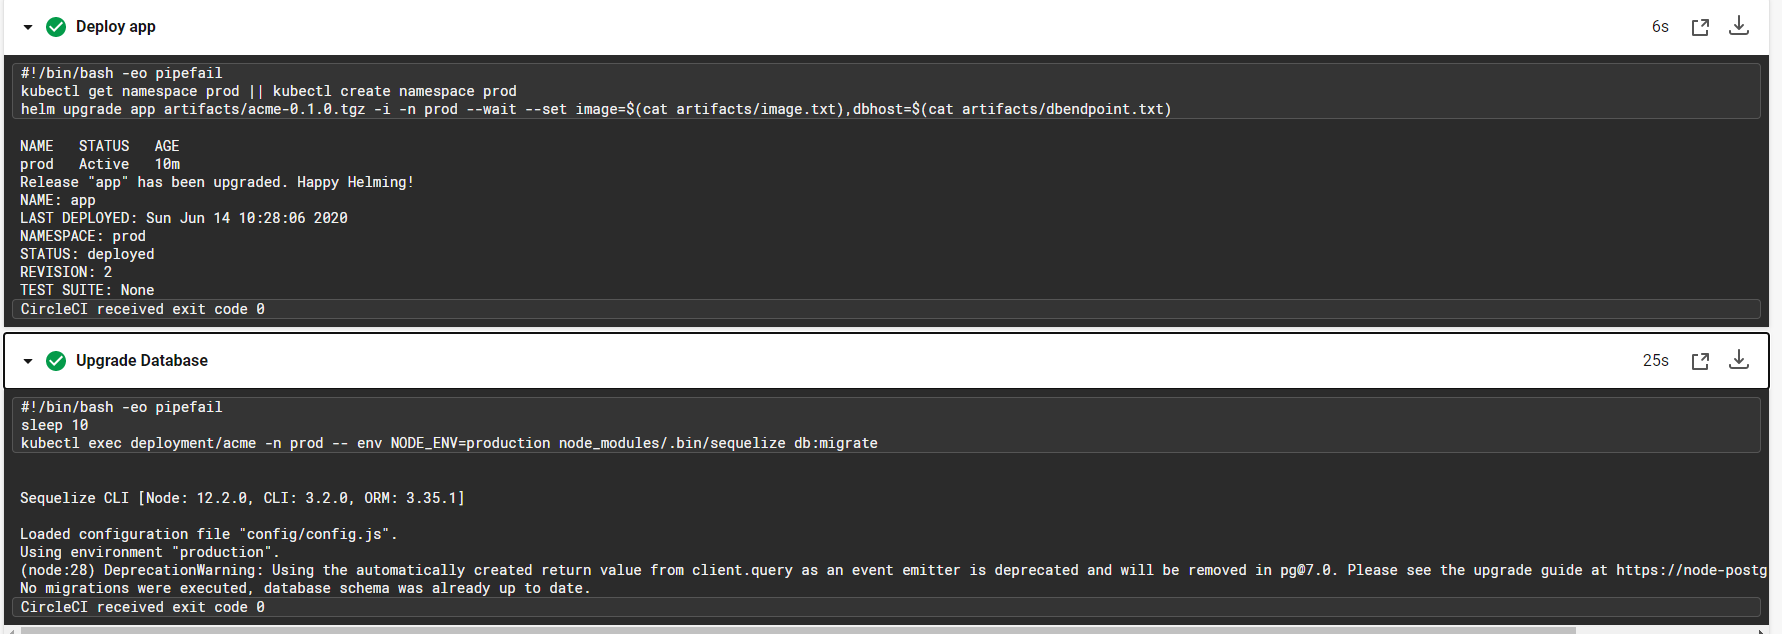 Deploy app 6s
#!/bin/bash -eo pipefail
kubectl get namespace prod || kubectl create namespace prod
helm upgrade app artifacts/acme-0.1.0.tgz -i -n prod --wait --set image=$(cat artifacts/image.txt),dbhost=$(cat artifacts/dbendpoint.txt)
NAME   STATUS   AGE
prod   Active   10m
Release "app" has been upgraded. Happy Helming!
NAME: app
LAST DEPLOYED: Sun Jun 14 10:28:06 2020
NAMESPACE: prod
STATUS: deployed
REVISION: 2
TEST SUITE: None
CircleCI received exit code 0
Upgrade Database 25s
#!/bin/bash -eo pipefail
sleep 10
kubectl exec deployment/acme -n prod -- env NODE_ENV=production node_modules/.bin/sequelize db:migrate
Sequelize CLI [Node: 12.2.0, CLI: 3.2.0, ORM: 3.35.1]
Loaded configuration file "config/config.js".
Using environment "production".
(node:28) DeprecationWarning: Using the automatically created return value from client.query as an event emitter is deprecated and will be removed in pg@7.0. Please see the upgrade guide at https://node-postg
No migrations were executed, database schema was already up to date.
CircleCI received exit code 0